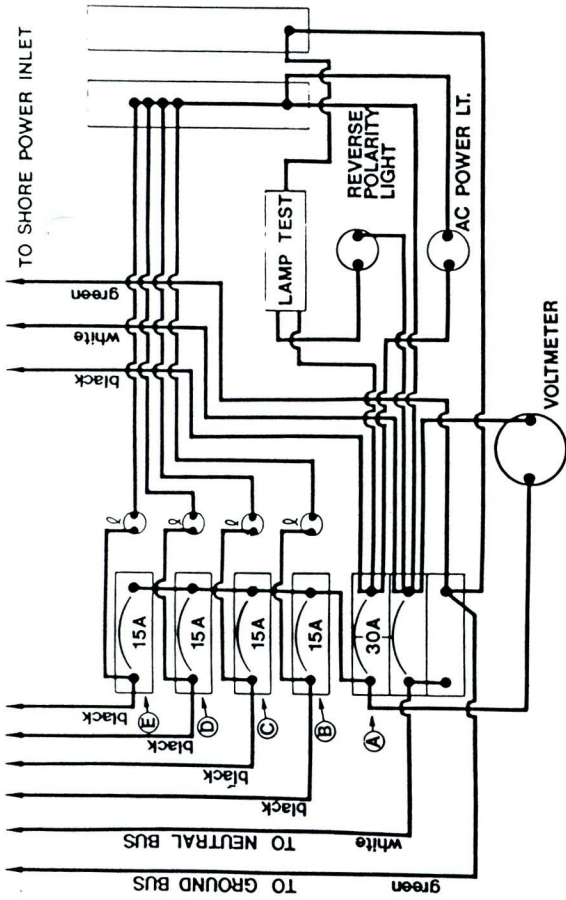 TO SHORE POWER INLET
green
white
black
LAMP TEST
REVERSE
POLARITY
LIGHT
AC POWER LT.
VOLTMETER
ℓ
ℓ
ℓ
ℓ
15A
15A
15A
15A
30A
E
D
C
B
A
black
black
black
black
TO NEUTRAL BUS
white
TO GROUND BUS
green